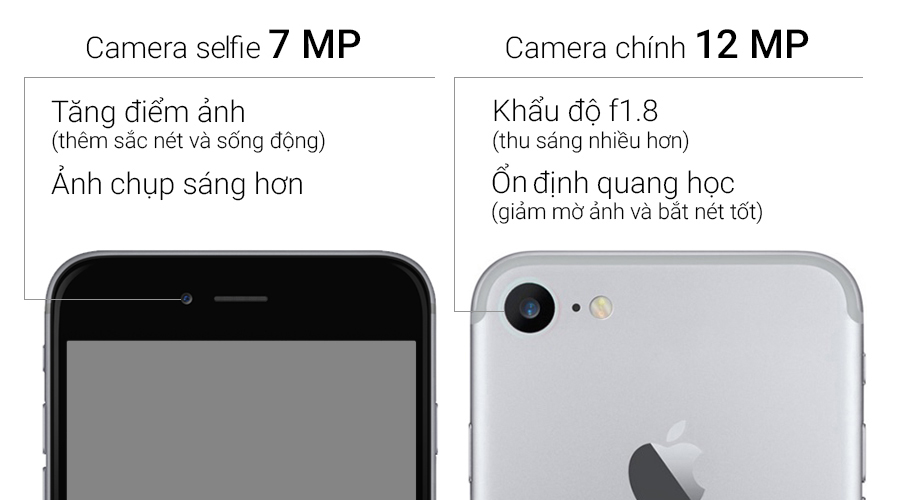 Camera selfie 7 MP
Tăng điểm ảnh
(thêm sắc nét và sống động)
Ảnh chụp sáng hơn
Camera chính 12 MP
Khẩu độ f1.8
(thu sáng nhiều hơn)
Ổn định quang học
(giảm mờ ảnh và bắt nét tốt)